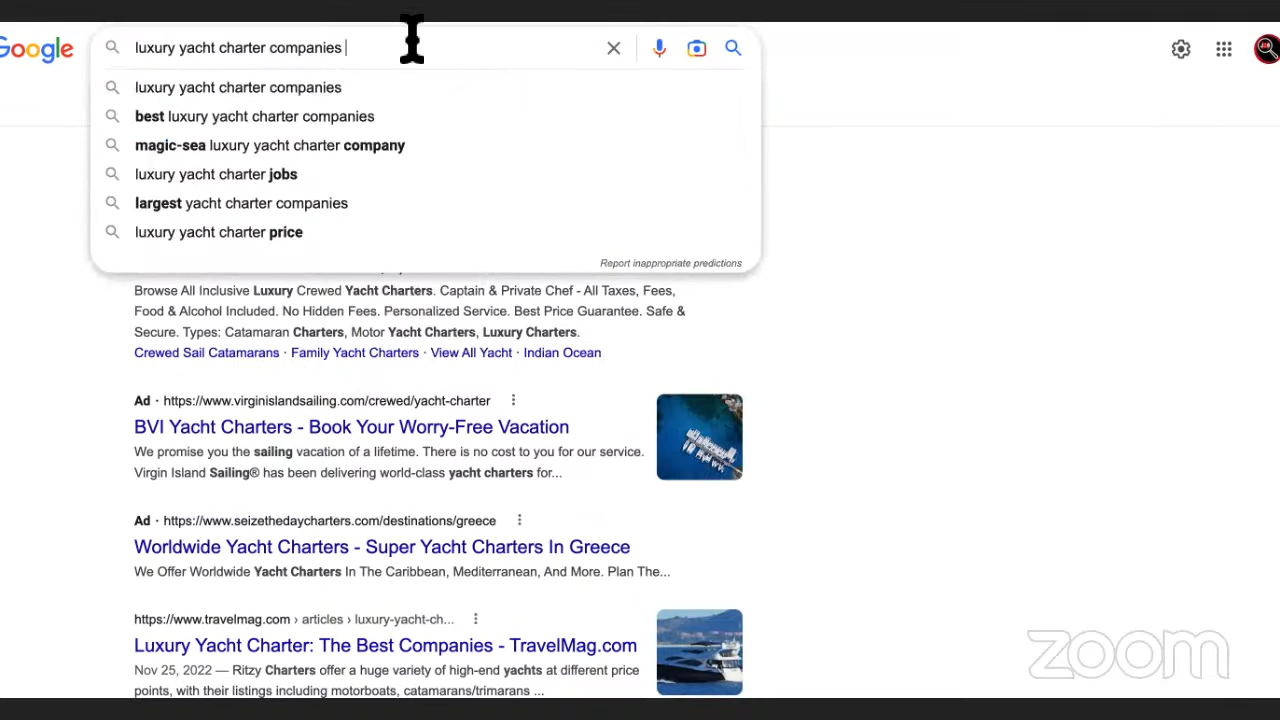 Google
luxury yacht charter companies
luxury yacht charter companies
best luxury yacht charter companies
magic-sea luxury yacht charter company
luxury yacht charter jobs
largest yacht charter companies
luxury yacht charter price
Report inappropriate predictions
Browse All Inclusive Luxury Crewed Yacht Charters. Captain & Private Chef - All Taxes, Fees,
Food & Alcohol Included. No Hidden Fees. Personalized Service. Best Price Guarantee. Safe &
Secure. Types: Catamaran Charters, Motor Yacht Charters, Luxury Charters.
Crewed Sail Catamarans · Family Yacht Charters · View All Yacht · Indian Ocean
Ad · https://www.virginislandsailing.com/crewed/yacht-charter
BVI Yacht Charters - Book Your Worry-Free Vacation
We promise you the sailing vacation of a lifetime. There is no cost to you for our service.
Virgin Island Sailing® has been delivering world-class yacht charters for...
Ad · https://www.seizethedaycharters.com/destinations/greece
Worldwide Yacht Charters - Super Yacht Charters In Greece
We Offer Worldwide Yacht Charters In The Caribbean, Mediterranean, And More. Plan The...
https://www.travelmag.com › articles › luxury-yacht-ch...
Luxury Yacht Charter: The Best Companies - TravelMag.com
Nov 25, 2022 — Ritzy Charters offer a huge variety of high-end yachts at different price
points, with their listings including motorboats, catamarans/trimarans ...
zoom